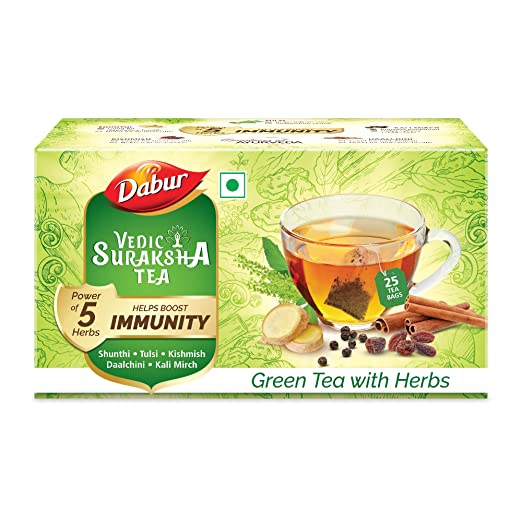 5 IMMUNITY
Dabur
VEDIC
SURAKSHA
TEA
Power
of 5
Herbs
HELPS BOOST
IMMUNITY
Shunthi • Tulsi • Kishmish
Daalchini • Kali Mirch
25
TEA
BAGS
Green Tea with Herbs